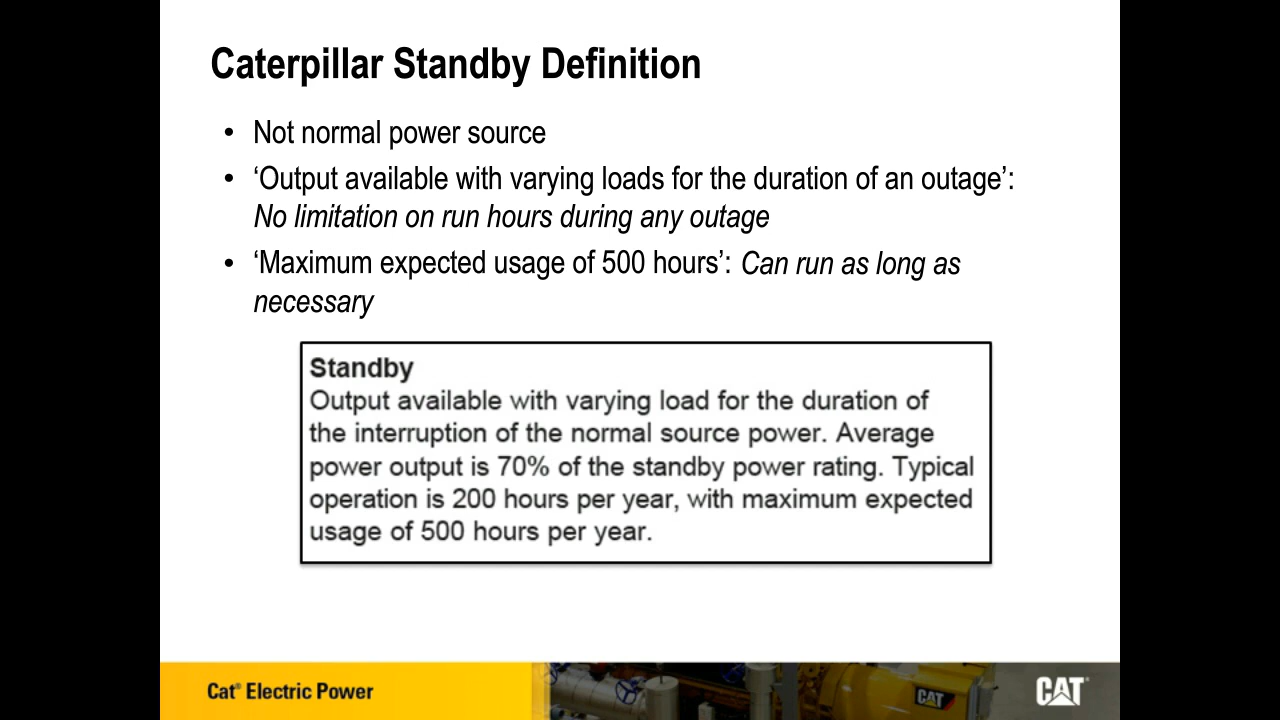 Caterpillar Standby Definition
• Not normal power source
• ‘Output available with varying loads for the duration of an outage’:
No limitation on run hours during any outage
• ‘Maximum expected usage of 500 hours’: Can run as long as
necessary
Standby
Output available with varying load for the duration of
the interruption of the normal source power. Average
power output is 70% of the standby power rating. Typical
operation is 200 hours per year, with maximum expected
usage of 500 hours per year.
Cat® Electric Power
CAT
CAT®